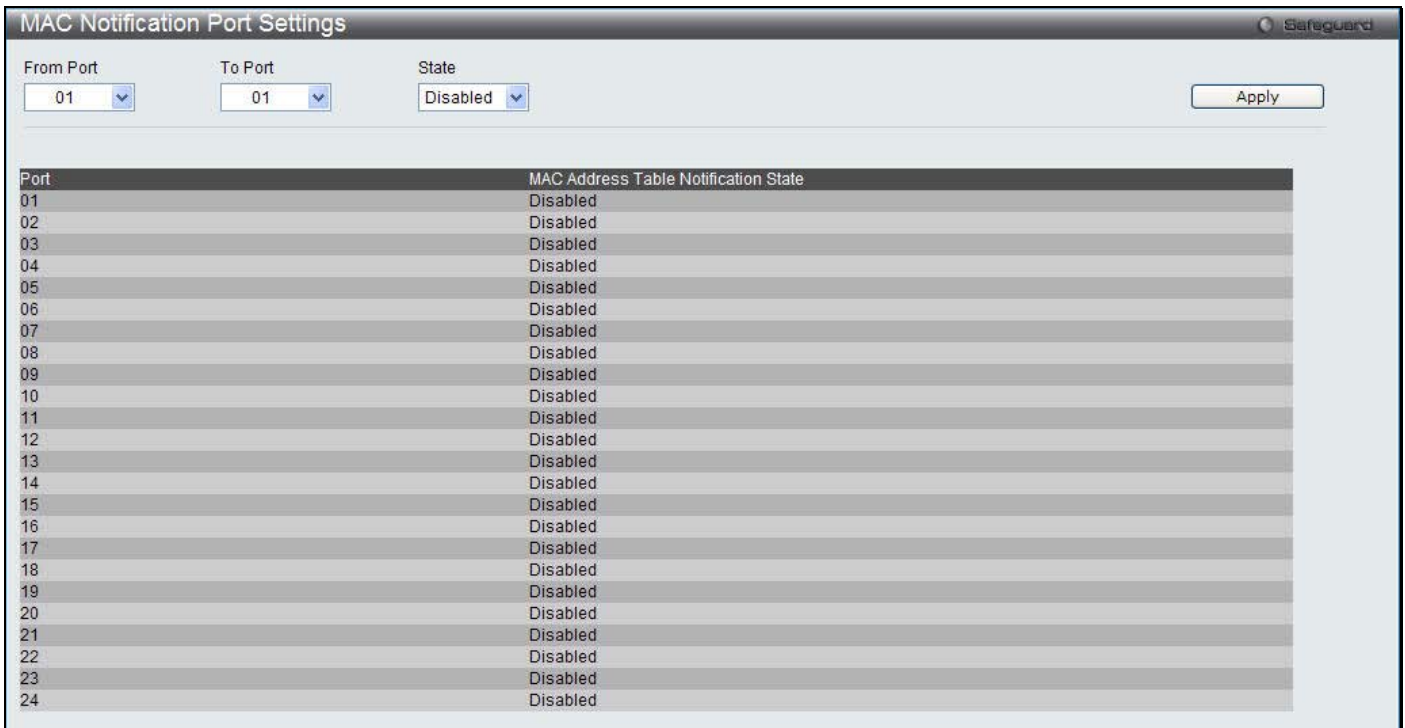 MAC Notification Port Settings
Safeguard
From Port To Port State
01 01 Disabled Apply
Port MAC Address Table Notification State
01 Disabled
02 Disabled
03 Disabled
04 Disabled
05 Disabled
06 Disabled
07 Disabled
08 Disabled
09 Disabled
10 Disabled
11 Disabled
12 Disabled
13 Disabled
14 Disabled
15 Disabled
16 Disabled
17 Disabled
18 Disabled
19 Disabled
20 Disabled
21 Disabled
22 Disabled
23 Disabled
24 Disabled